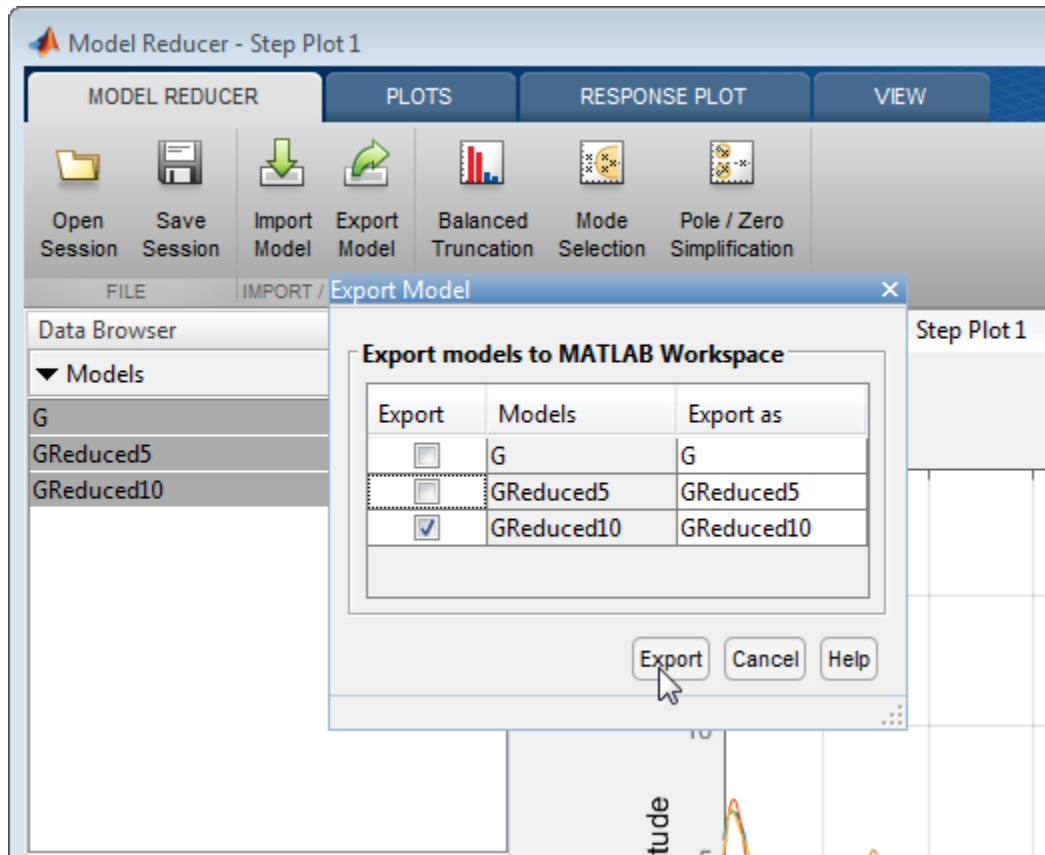 Model Reducer - Step Plot 1
MODEL REDUCER PLOTS RESPONSE PLOT VIEW
Open Session
Save Session
Import Model
Export Model
Balanced Truncation
Mode Selection
Pole / Zero Simplification
FILE IMPORT /
Data Browser
Models
G
GReduced5
GReduced10
Export Model
Export models to MATLAB Workspace
Export Models Export as
G G
GReduced5 GReduced5
GReduced10 GReduced10
Export Cancel Help
Step Plot 1
10